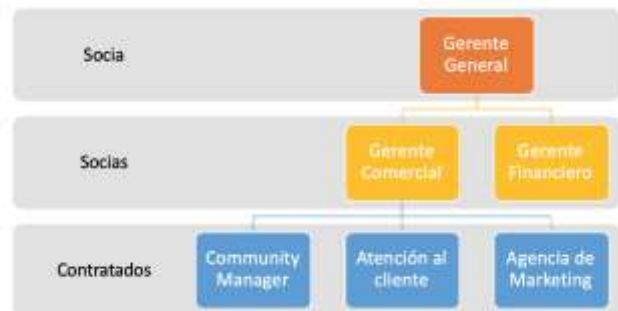 Socia
Gerente
General
Socias
Gerente
Comercial
Gerente
Financiero
Contratados
Community
Manager
Atención al
cliente
Agencia de
Marketing